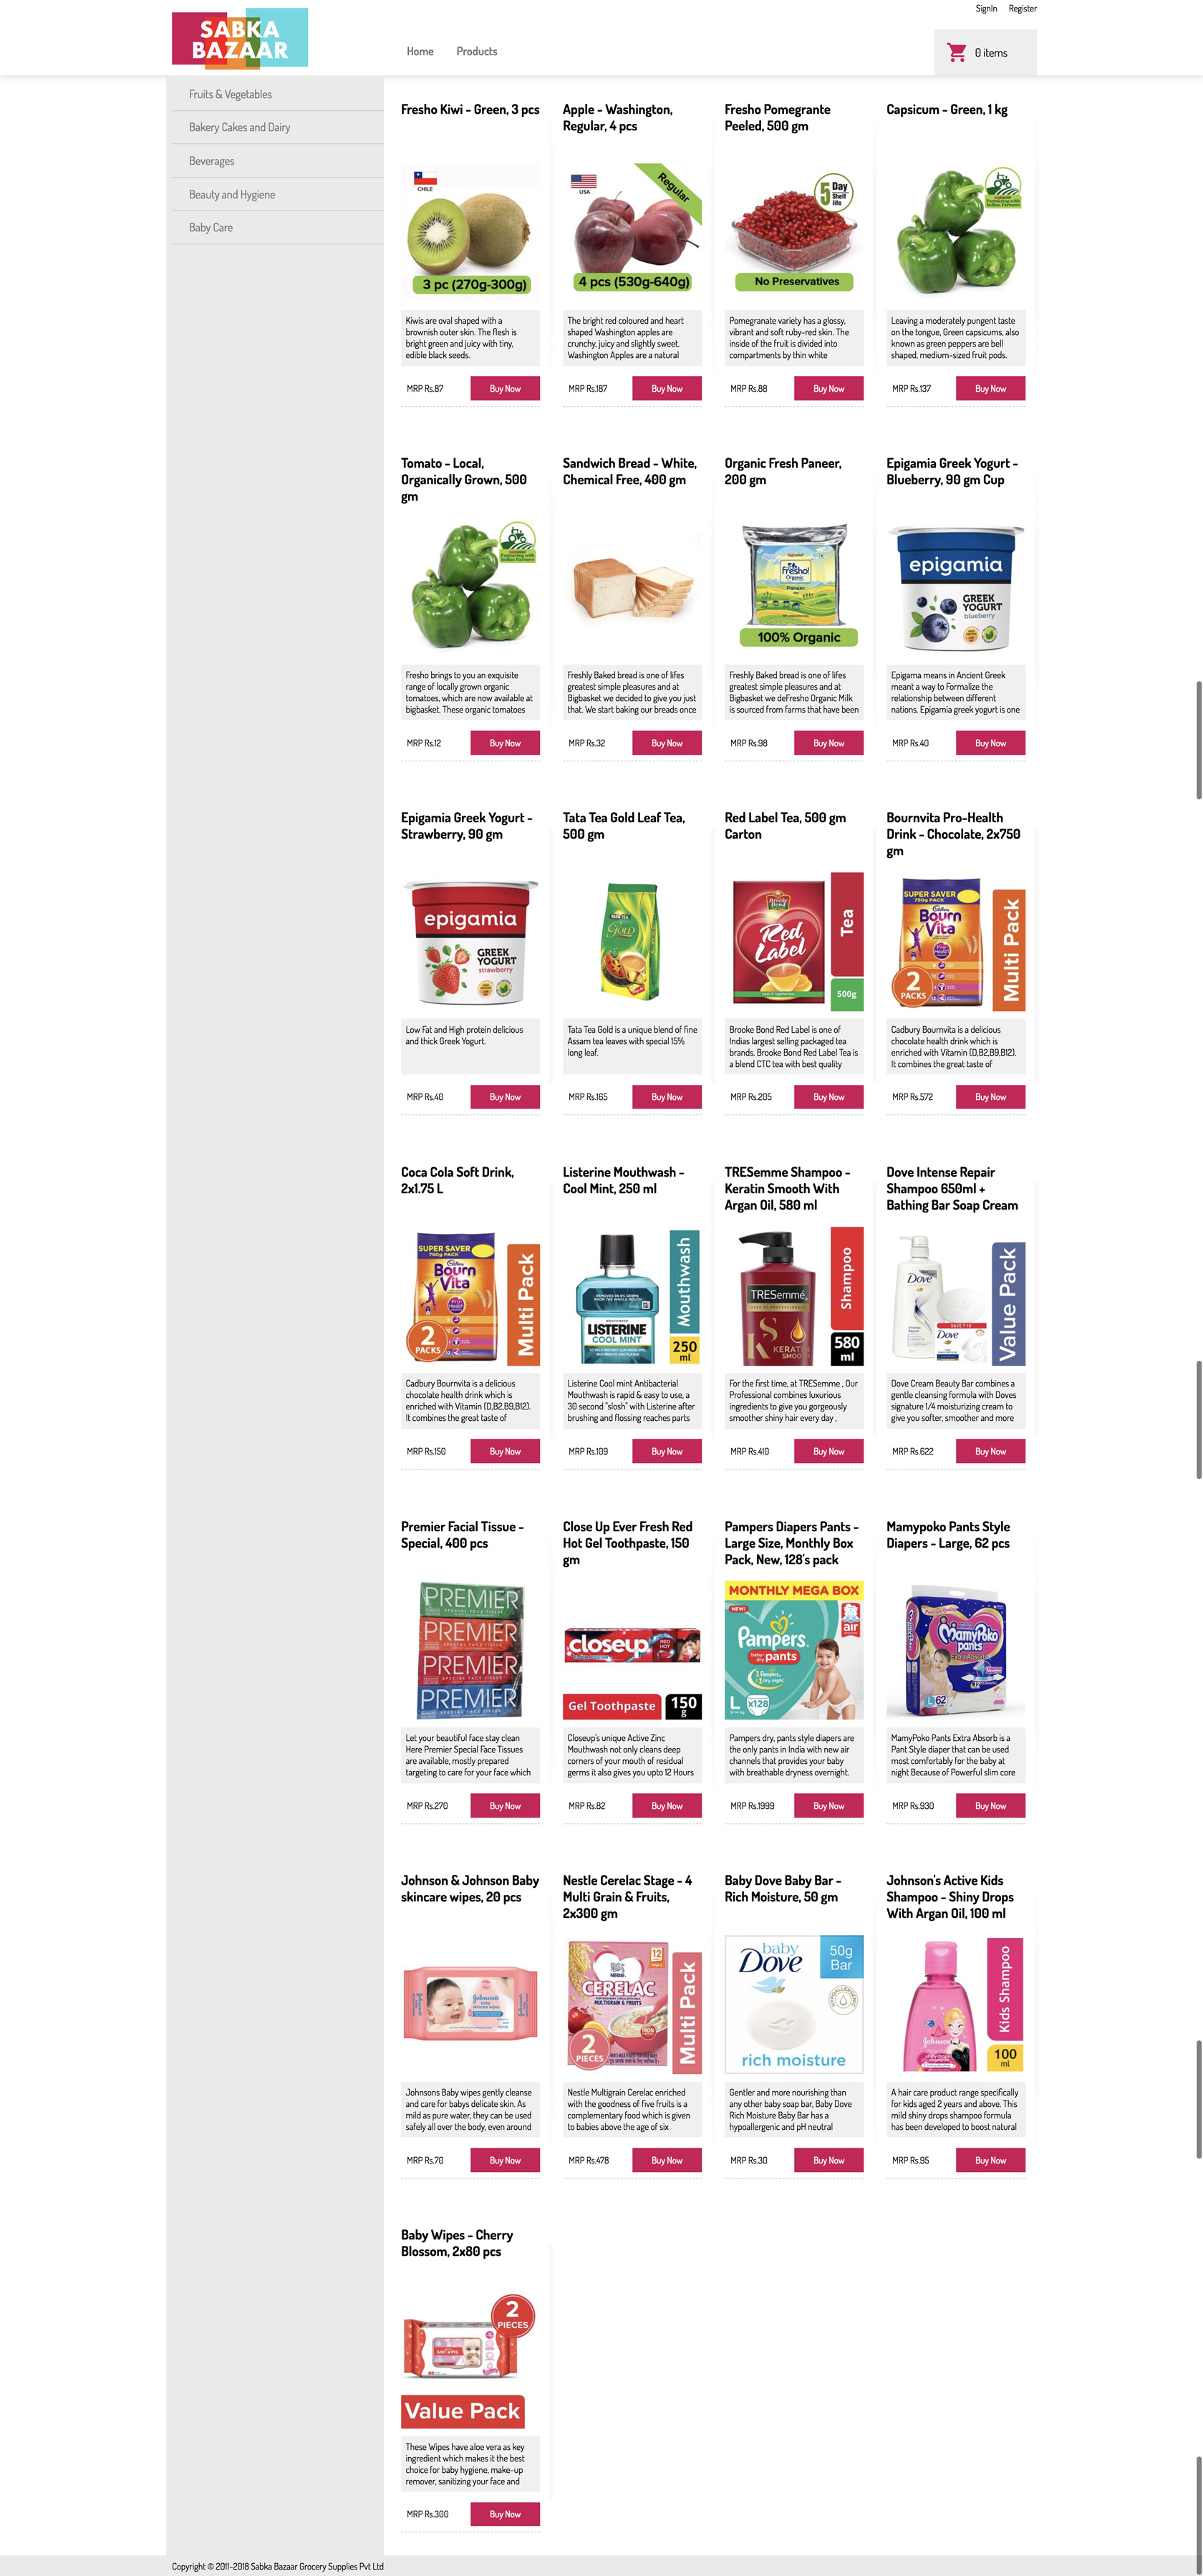 SignIn Register
SABKA
BAZAAR
Home Products
0 items
Fruits & Vegetables
Bakery Cakes and Dairy
Beverages
Beauty and Hygiene
Baby Care
Fresho Kiwi - Green, 3 pcs
CHILE
3 pc (270g-300g)
Kiwis are oval shaped with a
brownish outer skin. The flesh is
bright green and juicy with tiny,
edible black seeds.
MRP Rs.87
Buy Now
Apple - Washington,
Regular, 4 pcs
USA
Regular
4 pcs (530g-640g)
The bright red coloured and heart
shaped Washington apples are
crunchy, juicy and slightly sweet.
Washington Apples are a natural
MRP Rs.187
Buy Now
Fresho Pomegrante
Peeled, 500 gm
5 Day
Shelf
life
No Preservatives
Pomegranate variety has a glossy,
vibrant and soft ruby-red skin. The
inside of the fruit is divided into
compartments by thin white
MRP Rs.88
Buy Now
Capsicum - Green, 1 kg
Partnering with
Indian Farmers
Leaving a moderately pungent taste
on the tongue, Green capsicums, also
known as green peppers are bell
shaped, medium-sized fruit pods.
MRP Rs.137
Buy Now
Tomato - Local,
Organically Grown, 500
gm
Partnering with
Indian Farmers
Fresho brings to you an exquisite
range of locally grown organic
tomatoes, which are now available at
bigbasket. These organic tomatoes
MRP Rs.12
Buy Now
Sandwich Bread - White,
Chemical Free, 400 gm
Freshly Baked bread is one of lifes
greatest simple pleasures and at
Bigbasket we decided to give you just
that. We start baking our breads once
MRP Rs.32
Buy Now
Organic Fresh Paneer,
200 gm
fresho!
Organic
Paneer
100% Organic
Freshly Baked bread is one of lifes
greatest simple pleasures and at
Bigbasket we deFresho Organic Milk
is sourced from farms that have been
MRP Rs.98
Buy Now
Epigamia Greek Yogurt -
Blueberry, 90 gm Cup
epigamia
GREEK
YOGURT
blueberry
Epigama means in Ancient Greek
meant a way to Formalize the
relationship between different
nations. Epigamia greek yogurt is one
MRP Rs.40
Buy Now
Epigamia Greek Yogurt -
Strawberry, 90 gm
epigamia
GREEK
YOGURT
strawberry
Low Fat and High protein delicious
and thick Greek Yogurt.
MRP Rs.40
Buy Now
Tata Tea Gold Leaf Tea,
500 gm
TATA TEA
GOLD
Tata Tea Gold is a unique blend of fine
Assam tea leaves with special 15%
long leaf.
MRP Rs.165
Buy Now
Red Label Tea, 500 gm
Carton
Brooke
Bond
Red
Label
Tea
500g
Brooke Bond Red Label is one of
Indias largest selling packaged tea
brands. Brooke Bond Red Label Tea is
a blend CTC tea with best quality
MRP Rs.205
Buy Now
Bournvita Pro-Health
Drink - Chocolate, 2x750
gm
SUPER SAVER
750g PACK
Cadbury
Bourn
Vita
2
PACKS
Multi Pack
Cadbury Bournvita is a delicious
chocolate health drink which is
enriched with Vitamin (D,B2,B9,B12).
It combines the great taste of
MRP Rs.572
Buy Now
Coca Cola Soft Drink,
2x1.75 L
SUPER SAVER
750g PACK
Cadbury
Bourn
Vita
2
PACKS
Multi Pack
Cadbury Bournvita is a delicious
chocolate health drink which is
enriched with Vitamin (D,B2,B9,B12).
It combines the great taste of
MRP Rs.150
Buy Now
Listerine Mouthwash -
Cool Mint, 250 ml
LISTERINE
COOL MINT
Mouthwash
250
ml
Listerine Cool mint Antibacterial
Mouthwash is rapid & easy to use, a
30 second "slosh" with Listerine after
brushing and flossing reaches parts
MRP Rs.109
Buy Now
TRESemme Shampoo -
Keratin Smooth With
Argan Oil, 580 ml
TRESemmé
KS
KERATIN
SMOOTH
Shampoo
580
ml
For the first time, at TRESemme , Our
Professional combines luxurious
ingredients to give you gorgeously
smoother shiny hair every day ,
MRP Rs.410
Buy Now
Dove Intense Repair
Shampoo 650ml +
Bathing Bar Soap Cream
Dove
Dove
Value Pack
Dove Cream Beauty Bar combines a
gentle cleansing formula with Doves
signature 1/4 moisturizing cream to
give you softer, smoother and more
MRP Rs.622
Buy Now
Premier Facial Tissue -
Special, 400 pcs
PREMIER
SPECIAL FACE TISSUE
PREMIER
SPECIAL FACE TISSUE
PREMIER
SPECIAL FACE TISSUE
PREMIER
Let your beautiful face stay clean
Here Premier Special Face Tissues
are available, mostly prepared
targeting to care for your face which
MRP Rs.270
Buy Now
Close Up Ever Fresh Red
Hot Gel Toothpaste, 150
gm
closeup
RED
HOT
Gel Toothpaste
150
g
Closeup's unique Active Zinc
Mouthwash not only cleans deep
corners of your mouth of residual
germs it also gives you upto 12 Hours
MRP Rs.82
Buy Now
Pampers Diapers Pants -
Large Size, Monthly Box
Pack, New, 128's pack
MONTHLY MEGA BOX
NEW!
air
Pampers
baby-dry pants
L x128
Pampers dry, pants style diapers are
the only pants in India with new air
channels that provides your baby
with breathable dryness overnight.
MRP Rs.1999
Buy Now
Mamypoko Pants Style
Diapers - Large, 62 pcs
MamyPoko
pants
Extra Absorb
L 62
MamyPoko Pants Extra Absorb is a
Pant Style diaper that can be used
most comfortably for the baby at
night Because of Powerful slim core
MRP Rs.930
Buy Now
Johnson & Johnson Baby
skincare wipes, 20 pcs
Johnson's
Johnsons Baby wipes gently cleanse
and care for babys delicate skin. As
mild as pure water, they can be used
safely all over the body, even around
MRP Rs.70
Buy Now
Nestle Cerelac Stage - 4
Multi Grain & Fruits,
2x300 gm
12
CERELAC
MULTIGRAIN & FRUITS
2
PIECES
Multi Pack
Nestle Multigrain Cerelac enriched
with the goodness of five fruits is a
complementary food which is given
to babies above the age of six
MRP Rs.478
Buy Now
Baby Dove Baby Bar -
Rich Moisture, 50 gm
baby
Dove
50g
Bar
HYPOALLERGENIC
rich moisture
Gentler and more nourishing than
any other baby soap bar, Baby Dove
Rich Moisture Baby Bar has a
hypoallergenic and pH neutral
MRP Rs.30
Buy Now
Johnson's Active Kids
Shampoo - Shiny Drops
With Argan Oil, 100 ml
Johnson's
Kids Shampoo
100
ml
A hair care product range specifically
for kids aged 2 years and above. This
mild shiny drops shampoo formula
has been developed to boost natural
MRP Rs.95
Buy Now
Baby Wipes - Cherry
Blossom, 2x80 pcs
2
PIECES
Value Pack
These Wipes have aloe vera as key
ingredient which makes it the best
choice for baby hygiene, make-up
remover, sanitizing your face and
MRP Rs.300
Buy Now
Copyright © 2011-2018 Sabka Bazaar Grocery Supplies Pvt Ltd